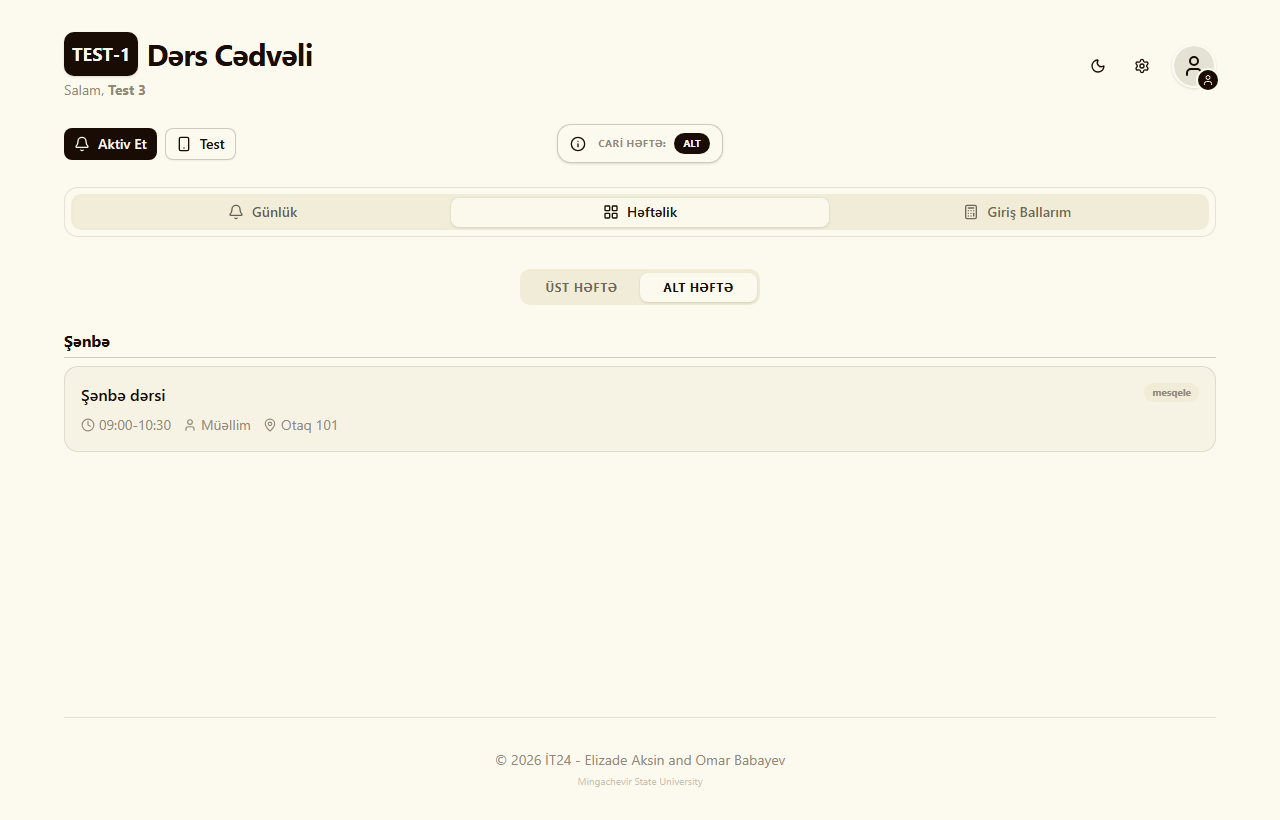 TEST-1 Dərs Cədvəli
Salam, Test 3
Aktiv Et
Test
CARİ HƏFTƏ: ALT
Günlük
Həftəlik
Giriş Ballarım
ÜST HƏFTƏ
ALT HƏFTƏ
Şənbə
Şənbə dərsi
mesqele
09:00-10:30 Müəllim Otaq 101
© 2026 İT24 - Elizade Aksin and Omar Babayev
Mingachevir State University